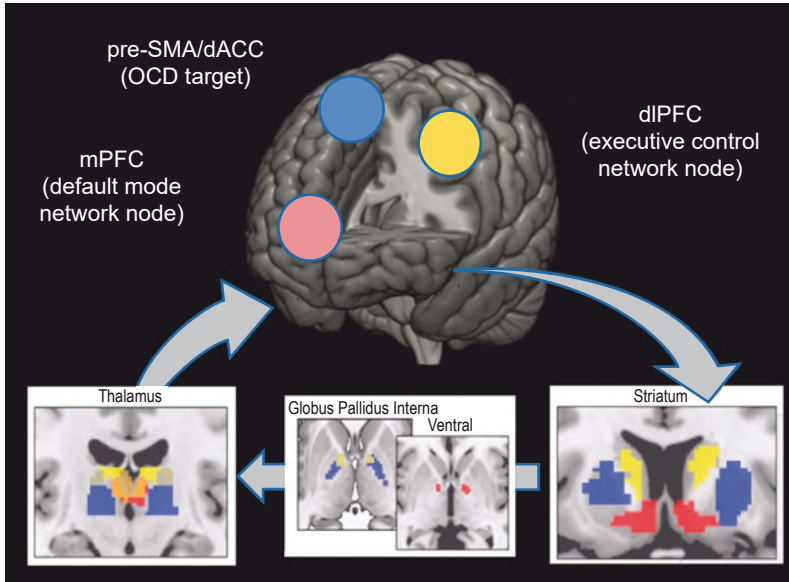 pre-SMA/dACC
(OCD target)
dlPFC
(executive control
network node)
mPFC
(default mode
network node)
Thalamus
Globus Pallidus Interna
Ventral
Striatum